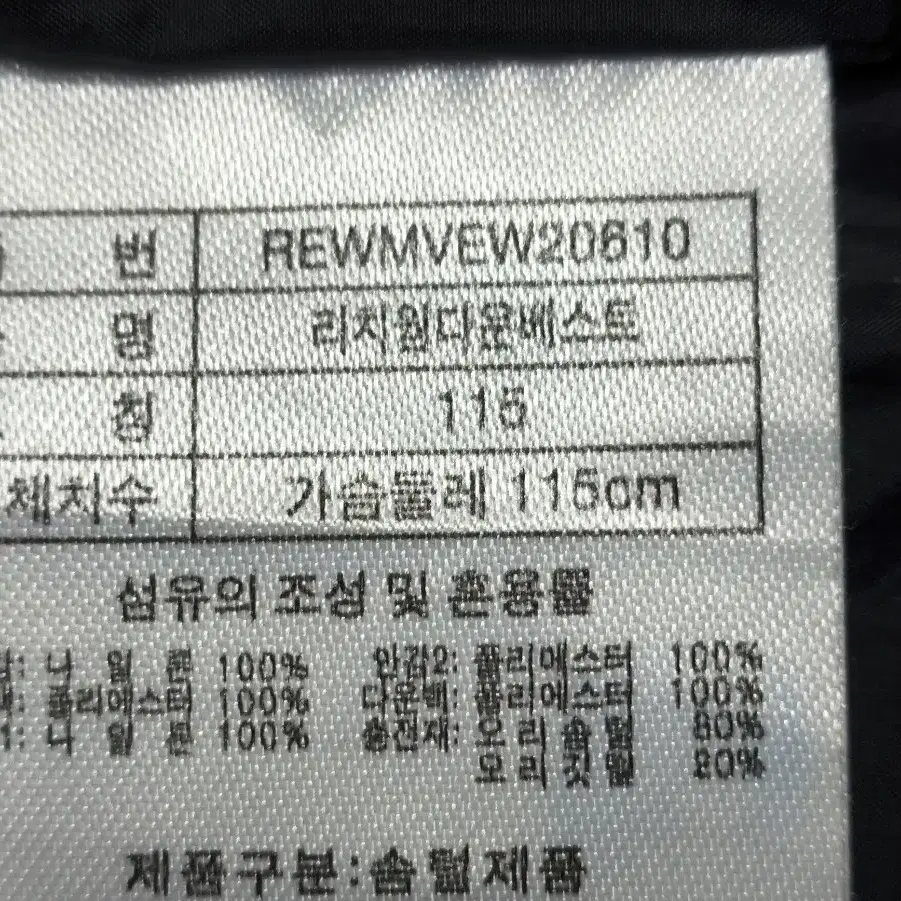 번 REWMVEW20610
명 리치웜다운베스트
칭 115
체치수 가슴둘레 115cm
섬유의 조성 및 혼용률
: 나 일 론 100% 안감2: 폴리에스터 100%
: 폴리에스터 100% 다운백: 폴리에스터 100%
1: 나 일 론 100% 충전재: 오리솜털 80%
오리깃털 20%
제품구분:솜털제품